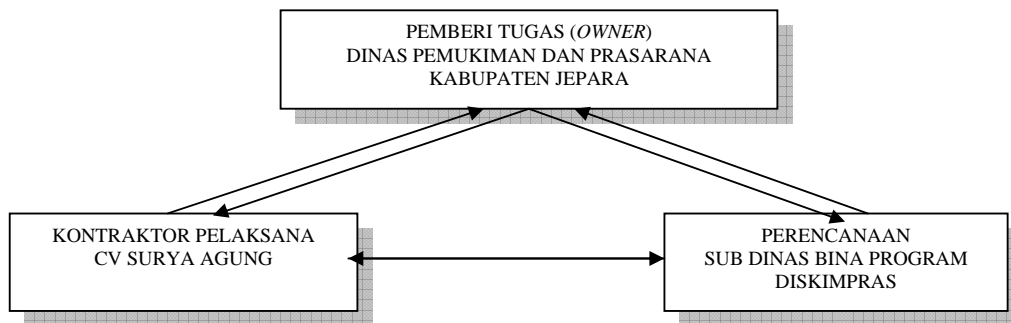 PEMBERI TUGAS (OWNER)
DINAS PEMUKIMAN DAN PRASARANA
KABUPATEN JEPARA
KONTRAKTOR PELAKSANA
CV SURYA AGUNG
PERENCANAAN
SUB DINAS BINA PROGRAM
DISKIMPRAS